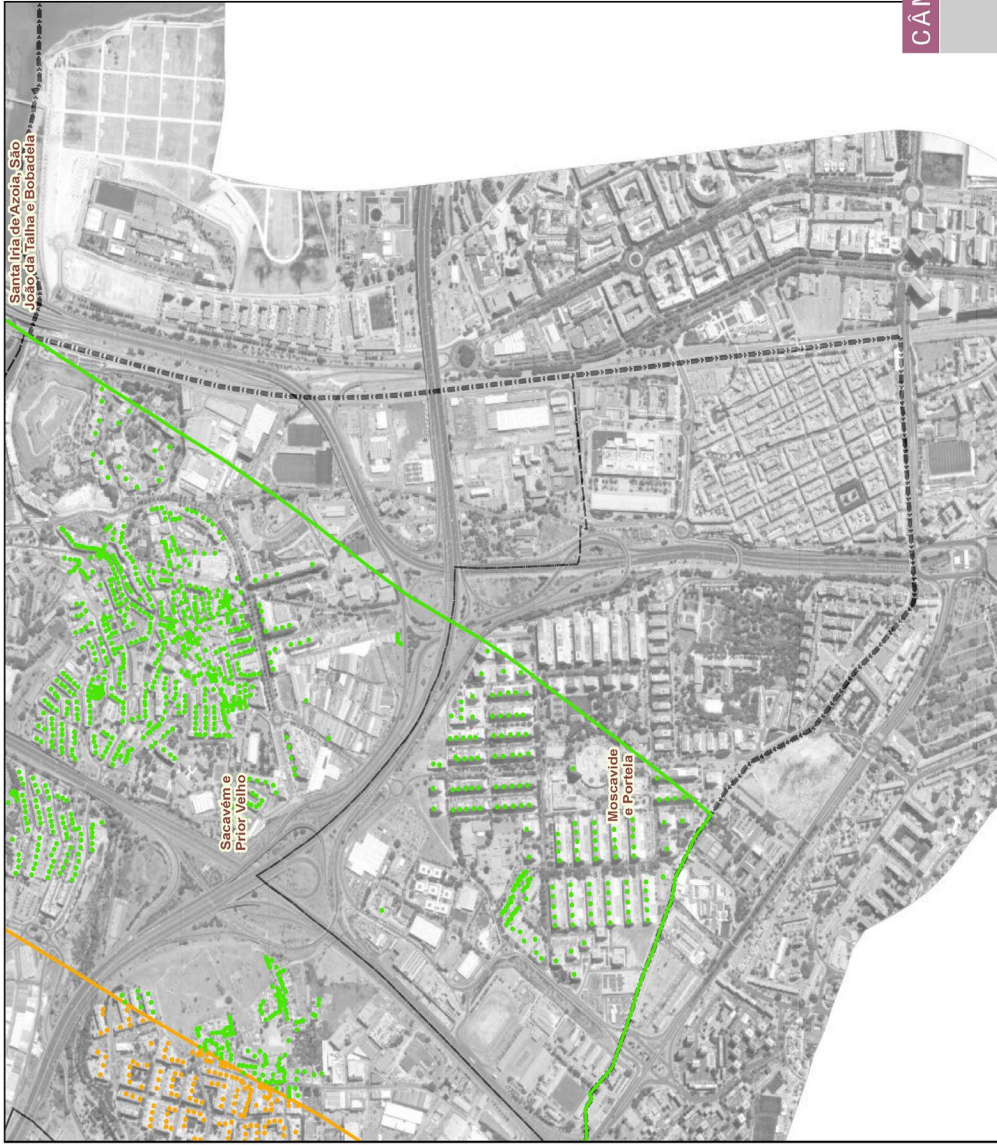 CÂM
Santa Iria de Azoia, São
João da Talha e Bobadela
Sacavém e
Prior Velho
Moscavide
e Portela